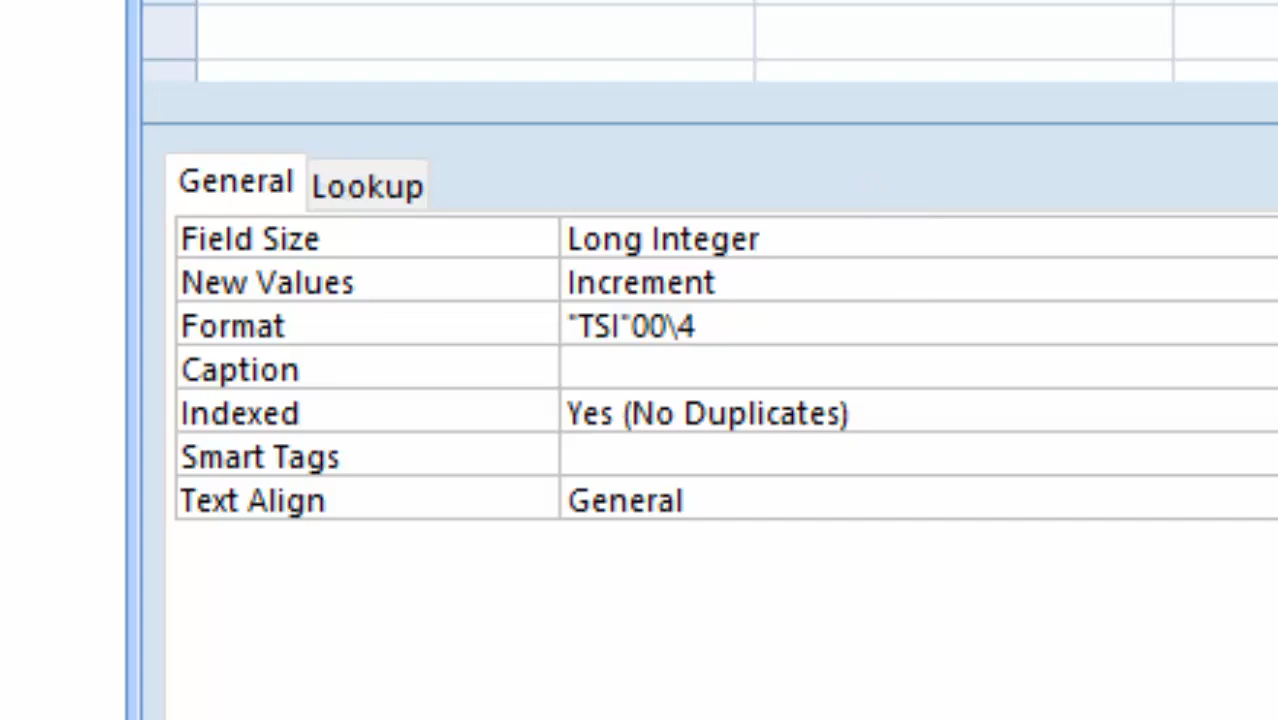 General Lookup
Field Size Long Integer
New Values Increment
Format "TSI"00\4
Caption
Indexed Yes (No Duplicates)
Smart Tags
Text Align General